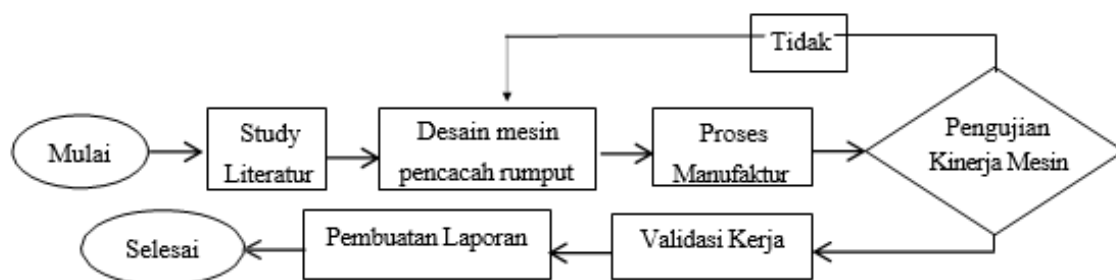 Tidak
Mulai
Study
Literatur
Desain mesin
pencacah rumput
Proses
Manufaktur
Pengujian
Kinerja Mesin
Selesai
Pembuatan Laporan
Validasi Kerja